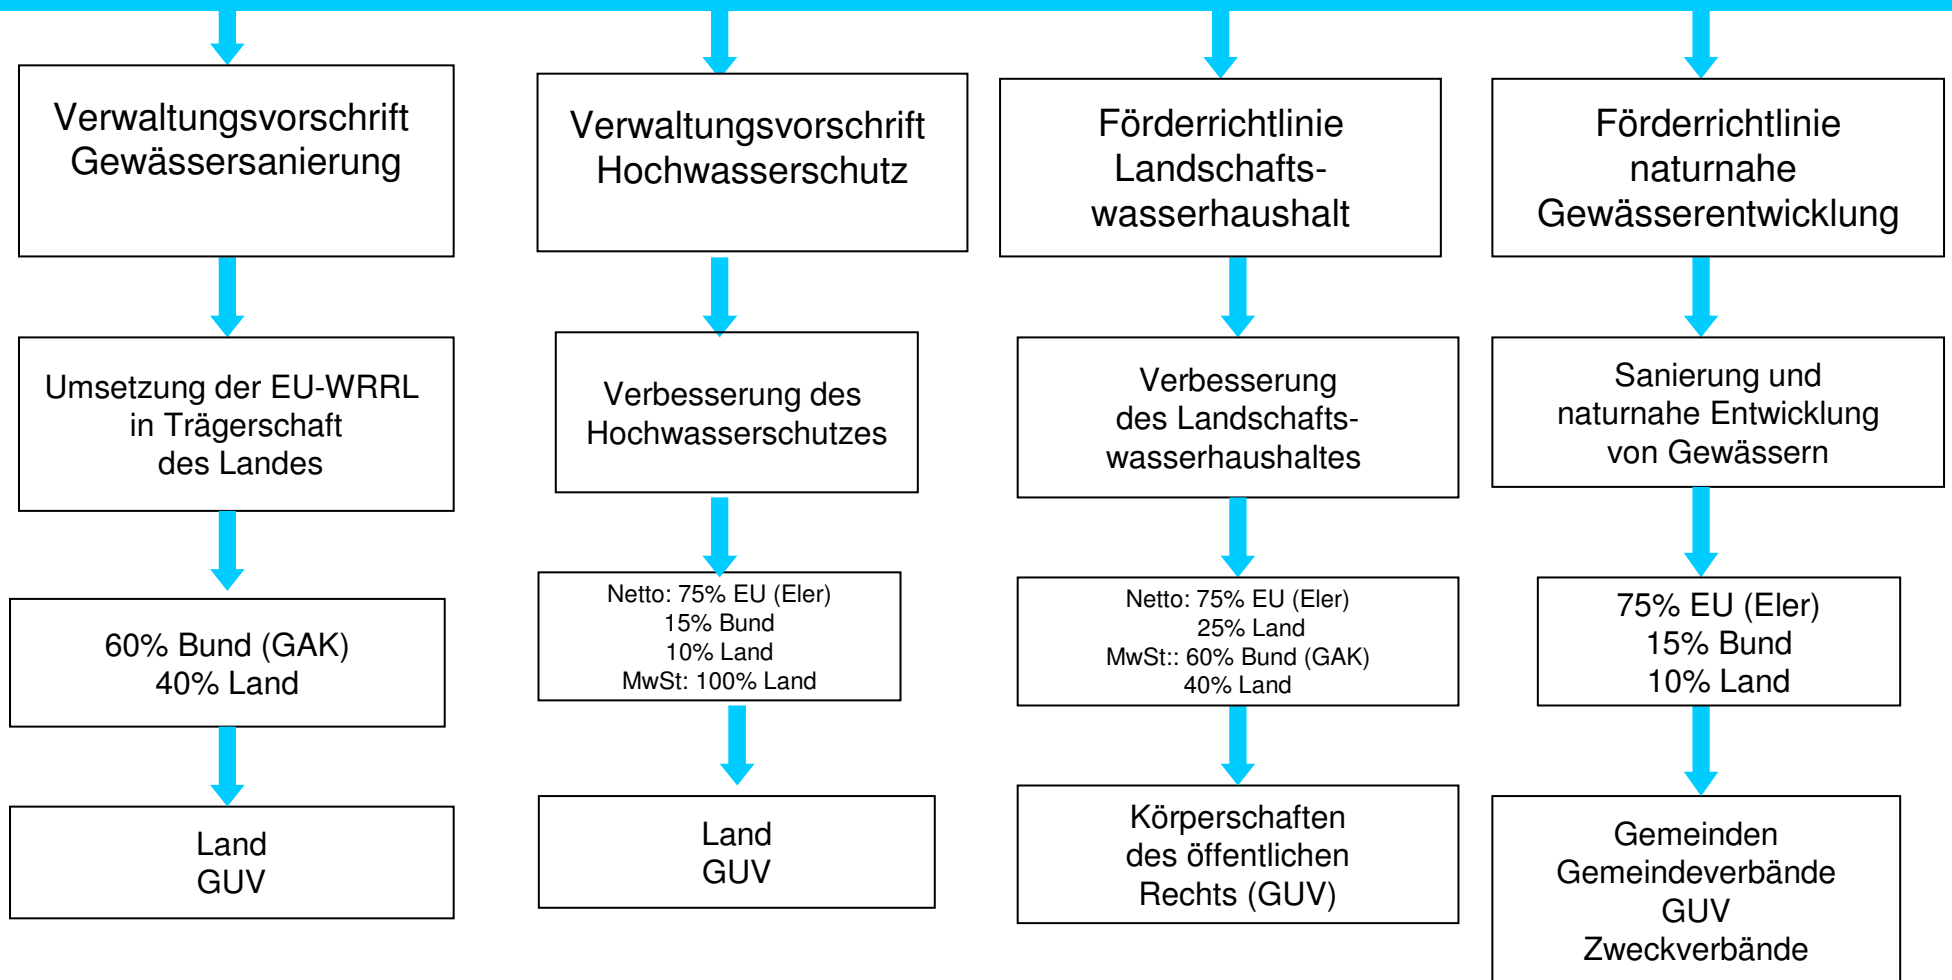 Verwaltungsvorschrift
Gewässersanierung
Umsetzung der EU-WRRL
in Trägerschaft
des Landes
60% Bund (GAK)
40% Land
Land
GUV
Verwaltungsvorschrift
Hochwasserschutz
Verbesserung des
Hochwasserschutzes
Netto: 75% EU (Eler)
15% Bund
10% Land
MwSt: 100% Land
Land
GUV
Förderrichtlinie
Landschafts-
wasserhaushalt
Verbesserung
des Landschafts-
wasserhaushaltes
Netto: 75% EU (Eler)
25% Land
MwSt:: 60% Bund (GAK)
40% Land
Körperschaften
des öffentlichen
Rechts (GUV)
Förderrichtlinie
naturnahe
Gewässerentwicklung
Sanierung und
naturnahe Entwicklung
von Gewässern
75% EU (Eler)
15% Bund
10% Land
Gemeinden
Gemeindeverbände
GUV
Zweckverbände